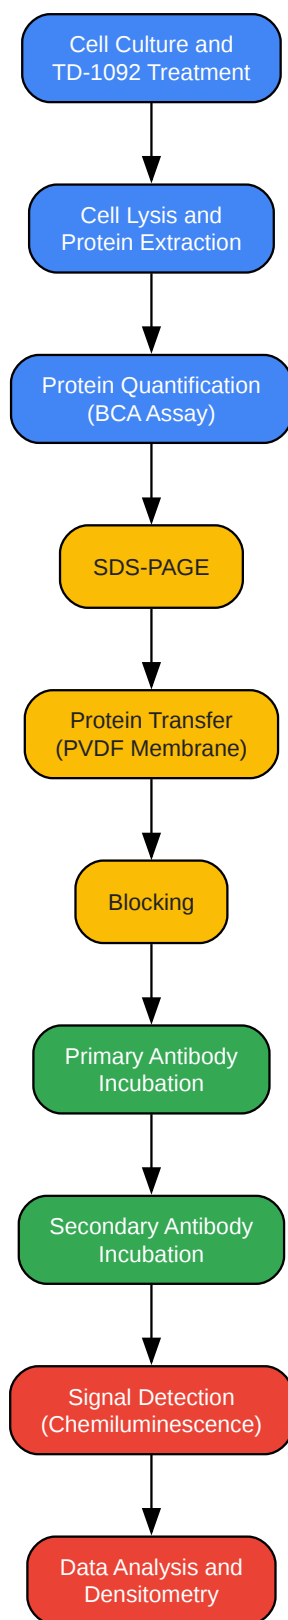 Cell Culture and
TD-1092 Treatment
Cell Lysis and
Protein Extraction
Protein Quantification
(BCA Assay)
SDS-PAGE
Protein Transfer
(PVDF Membrane)
Blocking
Primary Antibody
Incubation
Secondary Antibody
Incubation
Signal Detection
(Chemiluminescence)
Data Analysis and
Densitometry